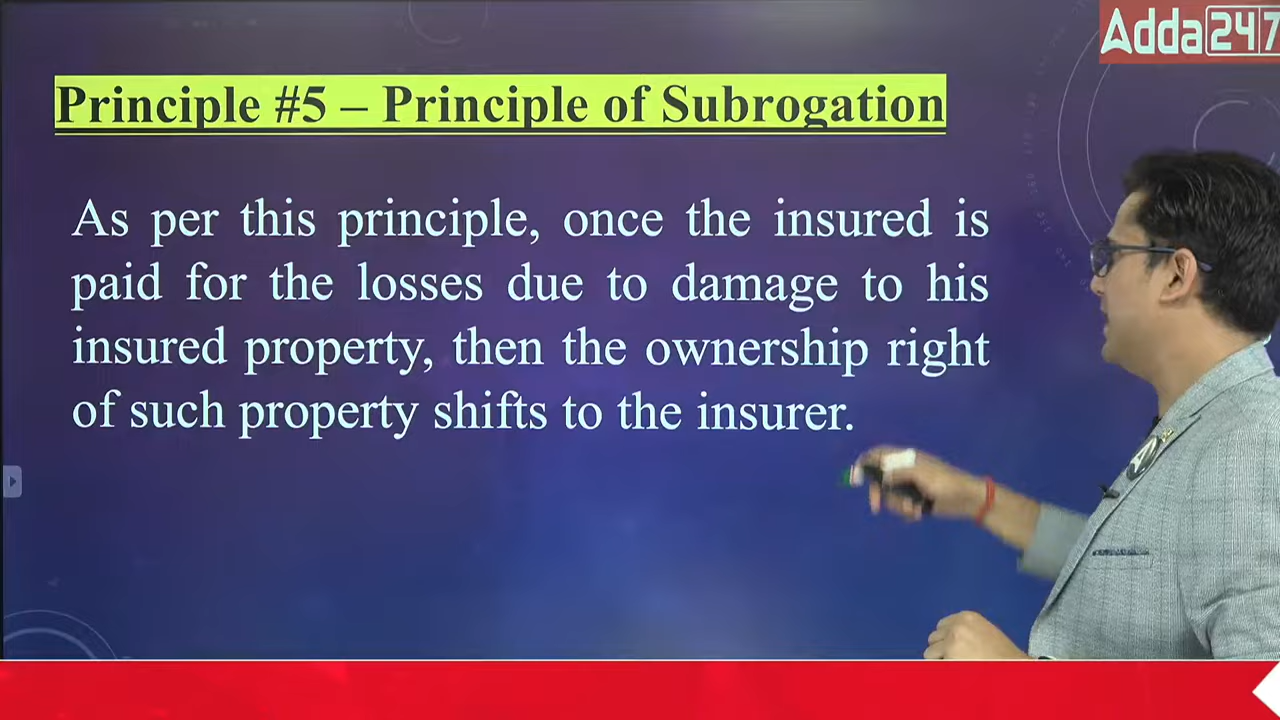 Adda247
Principle #5 – Principle of Subrogation
As per this principle, once the insured is
paid for the losses due to damage to his
insured property, then the ownership right
of such property shifts to the insurer.